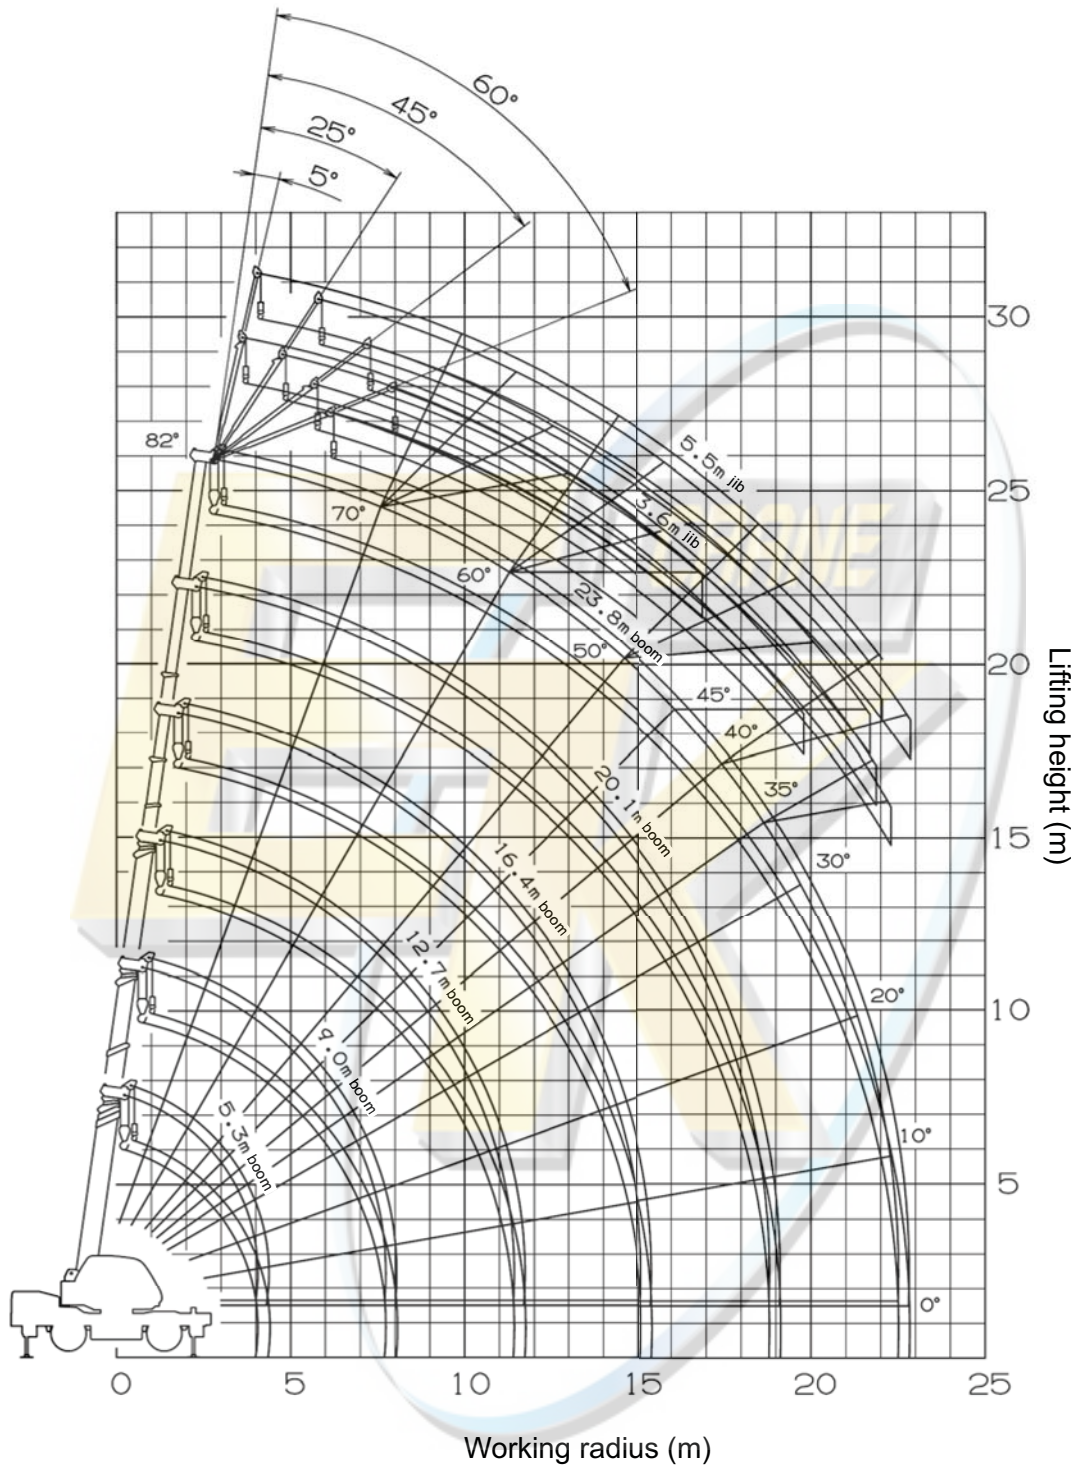 60°
45°
25°
5°
30
5.5m jib
82°
25
3.6m jib
70°
CRANE
60°
23.8m boom
50°
20
45°
40°
20.1m boom
35°
15
16.4m boom
30°
12.7m boom
20°
10
9.0m boom
5.3m boom
10°
5
0°
0 5 10 15 20 25
Working radius (m)
Lifting height (m)